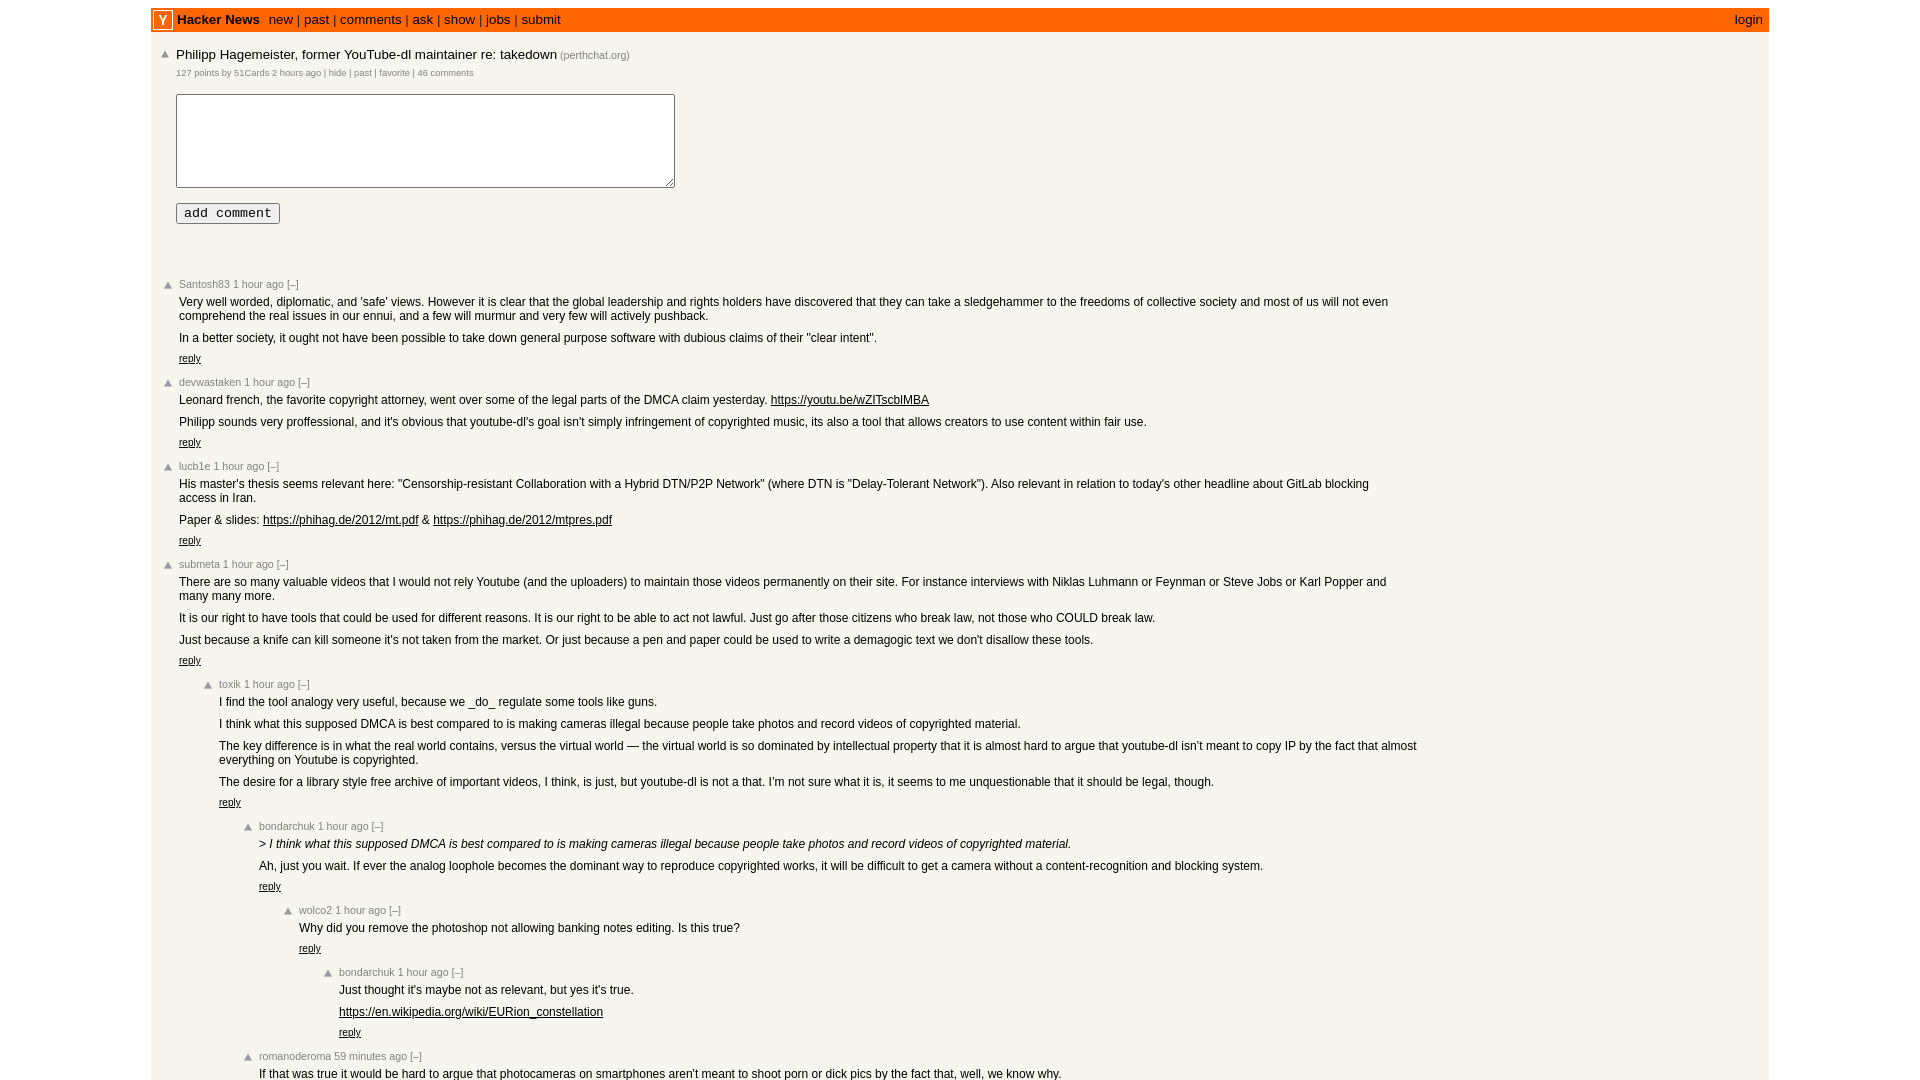 Y Hacker News new | past | comments | ask | show | jobs | submit login
Philipp Hagemeister, former YouTube-dl maintainer re: takedown (perthchat.org)
127 points by 51Cards 2 hours ago | hide | past | favorite | 46 comments
add comment
Santosh83 1 hour ago [–]
Very well worded, diplomatic, and 'safe' views. However it is clear that the global leadership and rights holders have discovered that they can take a sledgehammer to the freedoms of collective society and most of us will not even
comprehend the real issues in our ennui, and a few will murmur and very few will actively pushback.
In a better society, it ought not have been possible to take down general purpose software with dubious claims of their "clear intent".
reply
devwastaken 1 hour ago [–]
Leonard french, the favorite copyright attorney, went over some of the legal parts of the DMCA claim yesterday. https://youtu.be/wZITscblMBA
Philipp sounds very proffessional, and it's obvious that youtube-dl's goal isn't simply infringement of copyrighted music, its also a tool that allows creators to use content within fair use.
reply
lucb1e 1 hour ago [–]
His master's thesis seems relevant here: "Censorship-resistant Collaboration with a Hybrid DTN/P2P Network" (where DTN is "Delay-Tolerant Network"). Also relevant in relation to today's other headline about GitLab blocking
access in Iran.
Paper & slides: https://phihag.de/2012/mt.pdf & https://phihag.de/2012/mtpres.pdf
reply
submeta 1 hour ago [–]
There are so many valuable videos that I would not rely Youtube (and the uploaders) to maintain those videos permanently on their site. For instance interviews with Niklas Luhmann or Feynman or Steve Jobs or Karl Popper and
many many more.
It is our right to have tools that could be used for different reasons. It is our right to be able to act not lawful. Just go after those citizens who break law, not those who COULD break law.
Just because a knife can kill someone it's not taken from the market. Or just because a pen and paper could be used to write a demagogic text we don't disallow these tools.
reply
toxik 1 hour ago [–]
I find the tool analogy very useful, because we _do_ regulate some tools like guns.
I think what this supposed DMCA is best compared to is making cameras illegal because people take photos and record videos of copyrighted material.
The key difference is in what the real world contains, versus the virtual world — the virtual world is so dominated by intellectual property that it is almost hard to argue that youtube-dl isn’t meant to copy IP by the fact that almost
everything on Youtube is copyrighted.
The desire for a library style free archive of important videos, I think, is just, but youtube-dl is not a that. I’m not sure what it is, it seems to me unquestionable that it should be legal, though.
reply
bondarchuk 1 hour ago [–]
> I think what this supposed DMCA is best compared to is making cameras illegal because people take photos and record videos of copyrighted material.
Ah, just you wait. If ever the analog loophole becomes the dominant way to reproduce copyrighted works, it will be difficult to get a camera without a content-recognition and blocking system.
reply
wolco2 1 hour ago [–]
Why did you remove the photoshop not allowing banking notes editing. Is this true?
reply
bondarchuk 1 hour ago [–]
Just thought it's maybe not as relevant, but yes it's true.
https://en.wikipedia.org/wiki/EURion_constellation
reply
romanoderoma 59 minutes ago [–]
If that was true it would be hard to argue that photocameras on smartphones aren't meant to shoot porn or dick pics by the fact that, well, we know why.